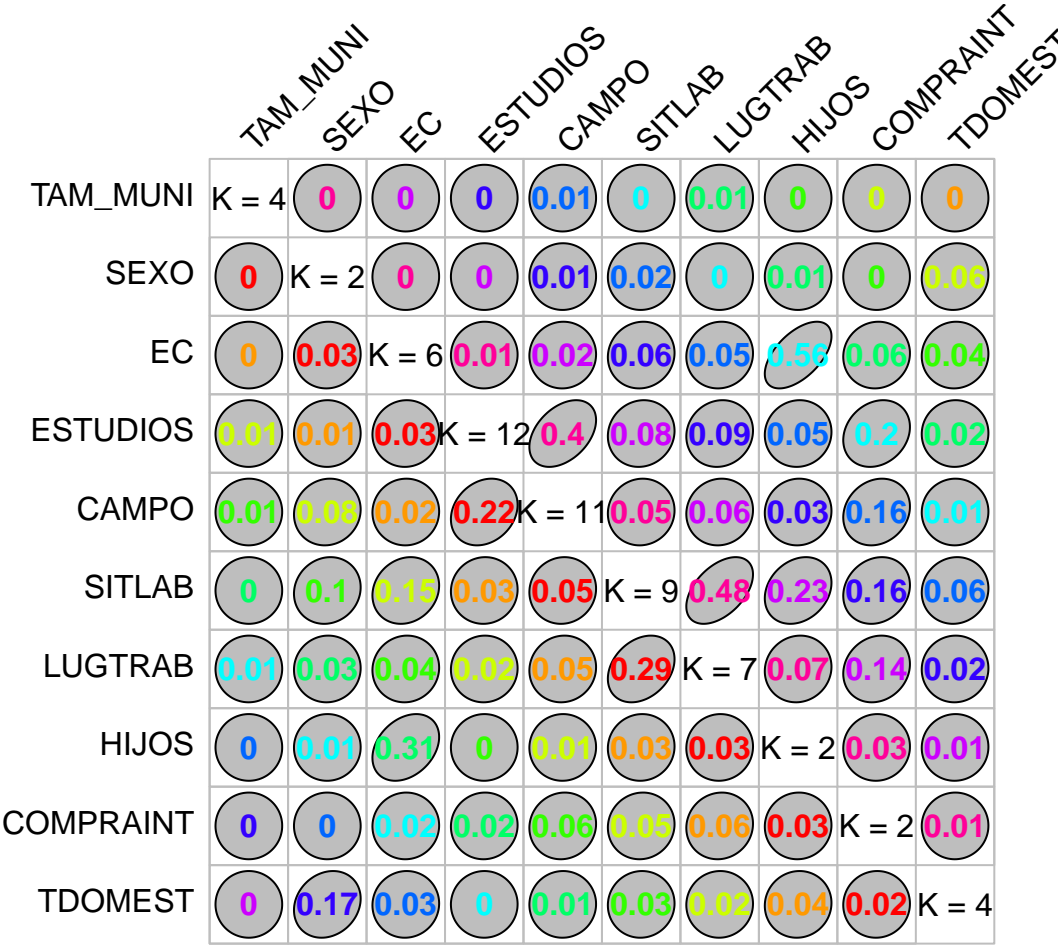 TAM_MUNI SEXO EC ESTUDIOS CAMPO SITLAB LUGTRAB HIJOS COMPRAINT TDOMEST
TAM_MUNI K = 4 0 0 0 0.01 0 0.01 0 0 0
SEXO 0 K = 2 0 0 0.01 0.02 0 0.01 0 0.06
EC 0 0.03 K = 6 0.01 0.02 0.06 0.05 0.56 0.06 0.04
ESTUDIOS 0.01 0.01 0.03 K = 12 0.4 0.08 0.09 0.05 0.2 0.02
CAMPO 0.01 0.08 0.02 0.22 K = 11 0.05 0.06 0.03 0.16 0.01
SITLAB 0 0.1 0.15 0.03 0.05 K = 9 0.48 0.23 0.16 0.06
LUGTRAB 0.01 0.03 0.04 0.02 0.05 0.29 K = 7 0.07 0.14 0.02
HIJOS 0 0.01 0.31 0 0.01 0.03 0.03 K = 2 0.03 0.01
COMPRAINT 0 0 0.02 0.02 0.06 0.05 0.06 0.03 K = 2 0.01
TDOMEST 0 0.17 0.03 0 0.01 0.03 0.02 0.04 0.02 K = 4